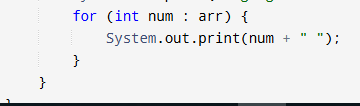 for (int num : arr) {
    System.out.print(num + " ");
}
}